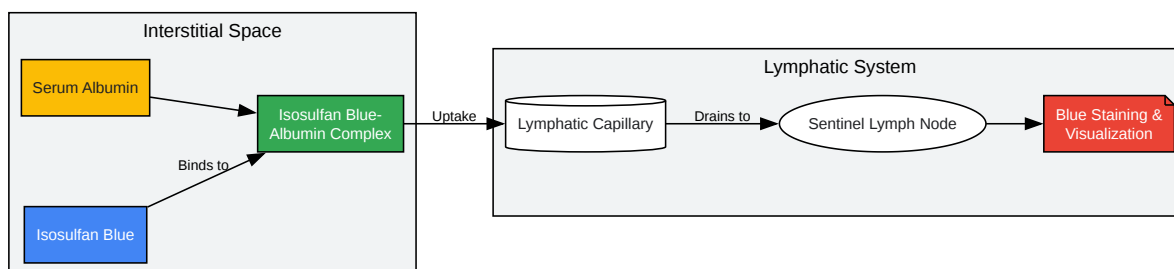 Interstitial Space
Serum Albumin
Isosulfan Blue-
Albumin Complex
Binds to
Isosulfan Blue
Uptake
Lymphatic System
Lymphatic Capillary
Drains to
Sentinel Lymph Node
Blue Staining &
Visualization